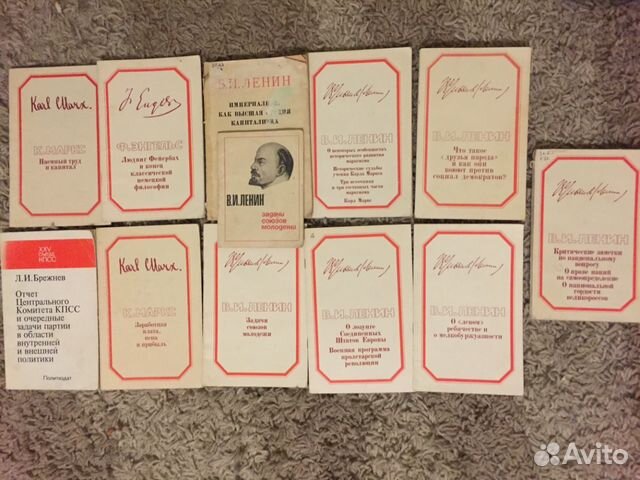 Karl Marx.
К. МАРКС
Наемный труд
и капитал
F. Engels
Ф. ЭНГЕЛЬС
Людвиг Фейербах
и конец
классической
немецкой
философии
В.И. ЛЕНИН
ИМПЕРИАЛИЗМ,
КАК ВЫСШАЯ
КАПИТАЛИЗМА
В.И. ЛЕНИН
задачи
союзов
молодежи
В.И. ЛЕНИН
О некоторых особенностях
исторического развития
марксизма
Исторические судьбы
учения Карла Маркса
Три источника
и три составных части
марксизма
Карл Маркс
В.И. ЛЕНИН
Что такое
«друзья народа»
и как они
воюют против
социал-демократов?
В.И. ЛЕНИН
Критические заметки
по национальному
вопросу
О праве наций
на самоопределение
О национальной
гордости
великороссов
XXV
СЪЕЗД
КПСС
Л.И. Брежнев
Отчет
Центрального
Комитета КПСС
и очередные
задачи партии
в области
внутренней
и внешней
политики
Политиздат
Karl Marx.
К. МАРКС
Заработная
плата,
цена
и прибыль
В.И. ЛЕНИН
Задачи
союзов
молодежи
В.И. ЛЕНИН
О лозунге
Соединенных
Штатов Европы
Военная программа
пролетарской
революции
В.И. ЛЕНИН
О «левом»
ребячестве и
о мелкобуржуазности
Avito